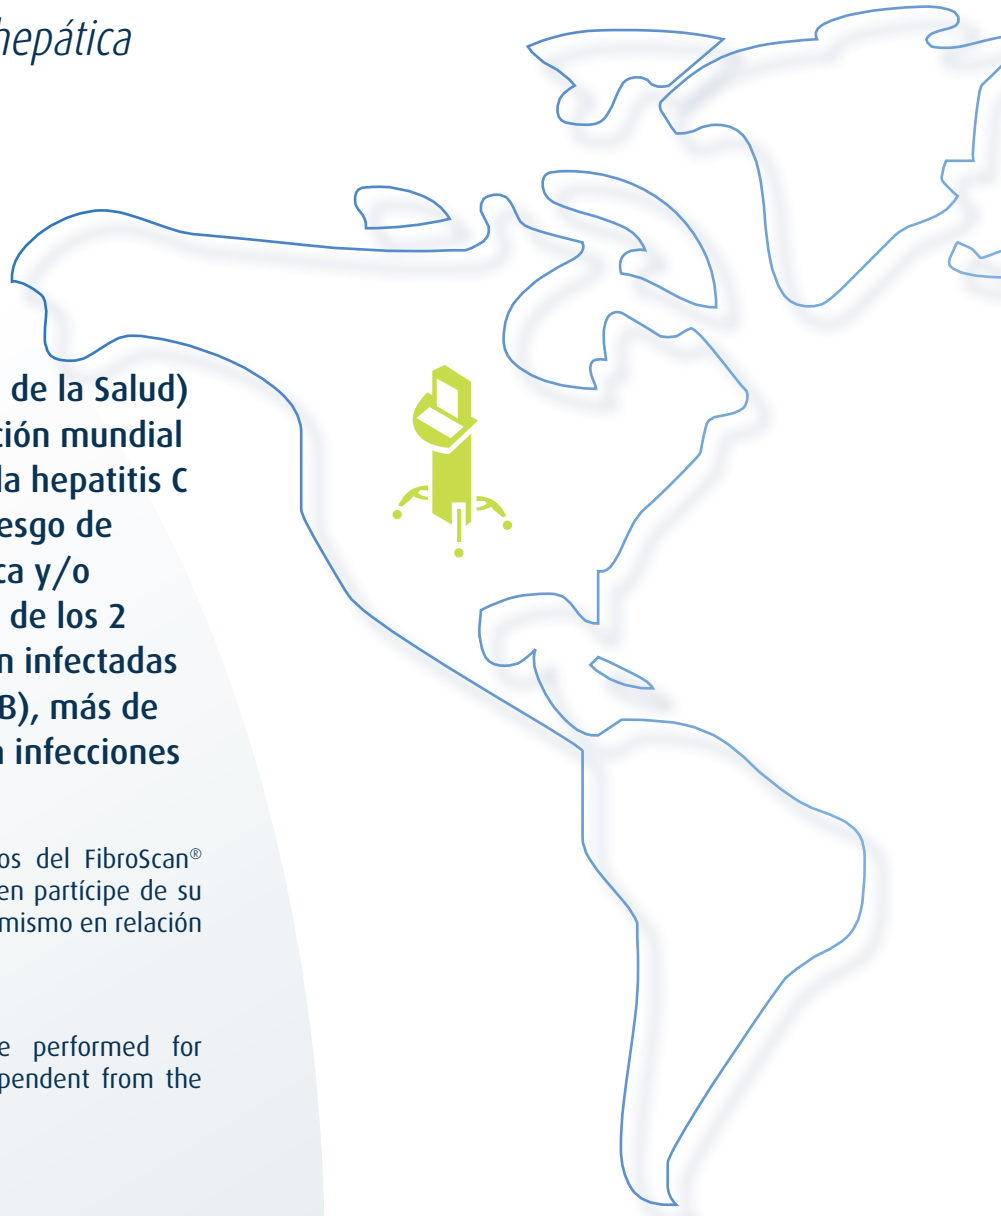 hepática
de la Salud)
ción mundial
la hepatitis C
esgo de
ca y/o
de los 2
n infectadas
B), más de
n infecciones
os del FibroScan®
en partícipe de su
mismo en relación
e performed for
pendent from the